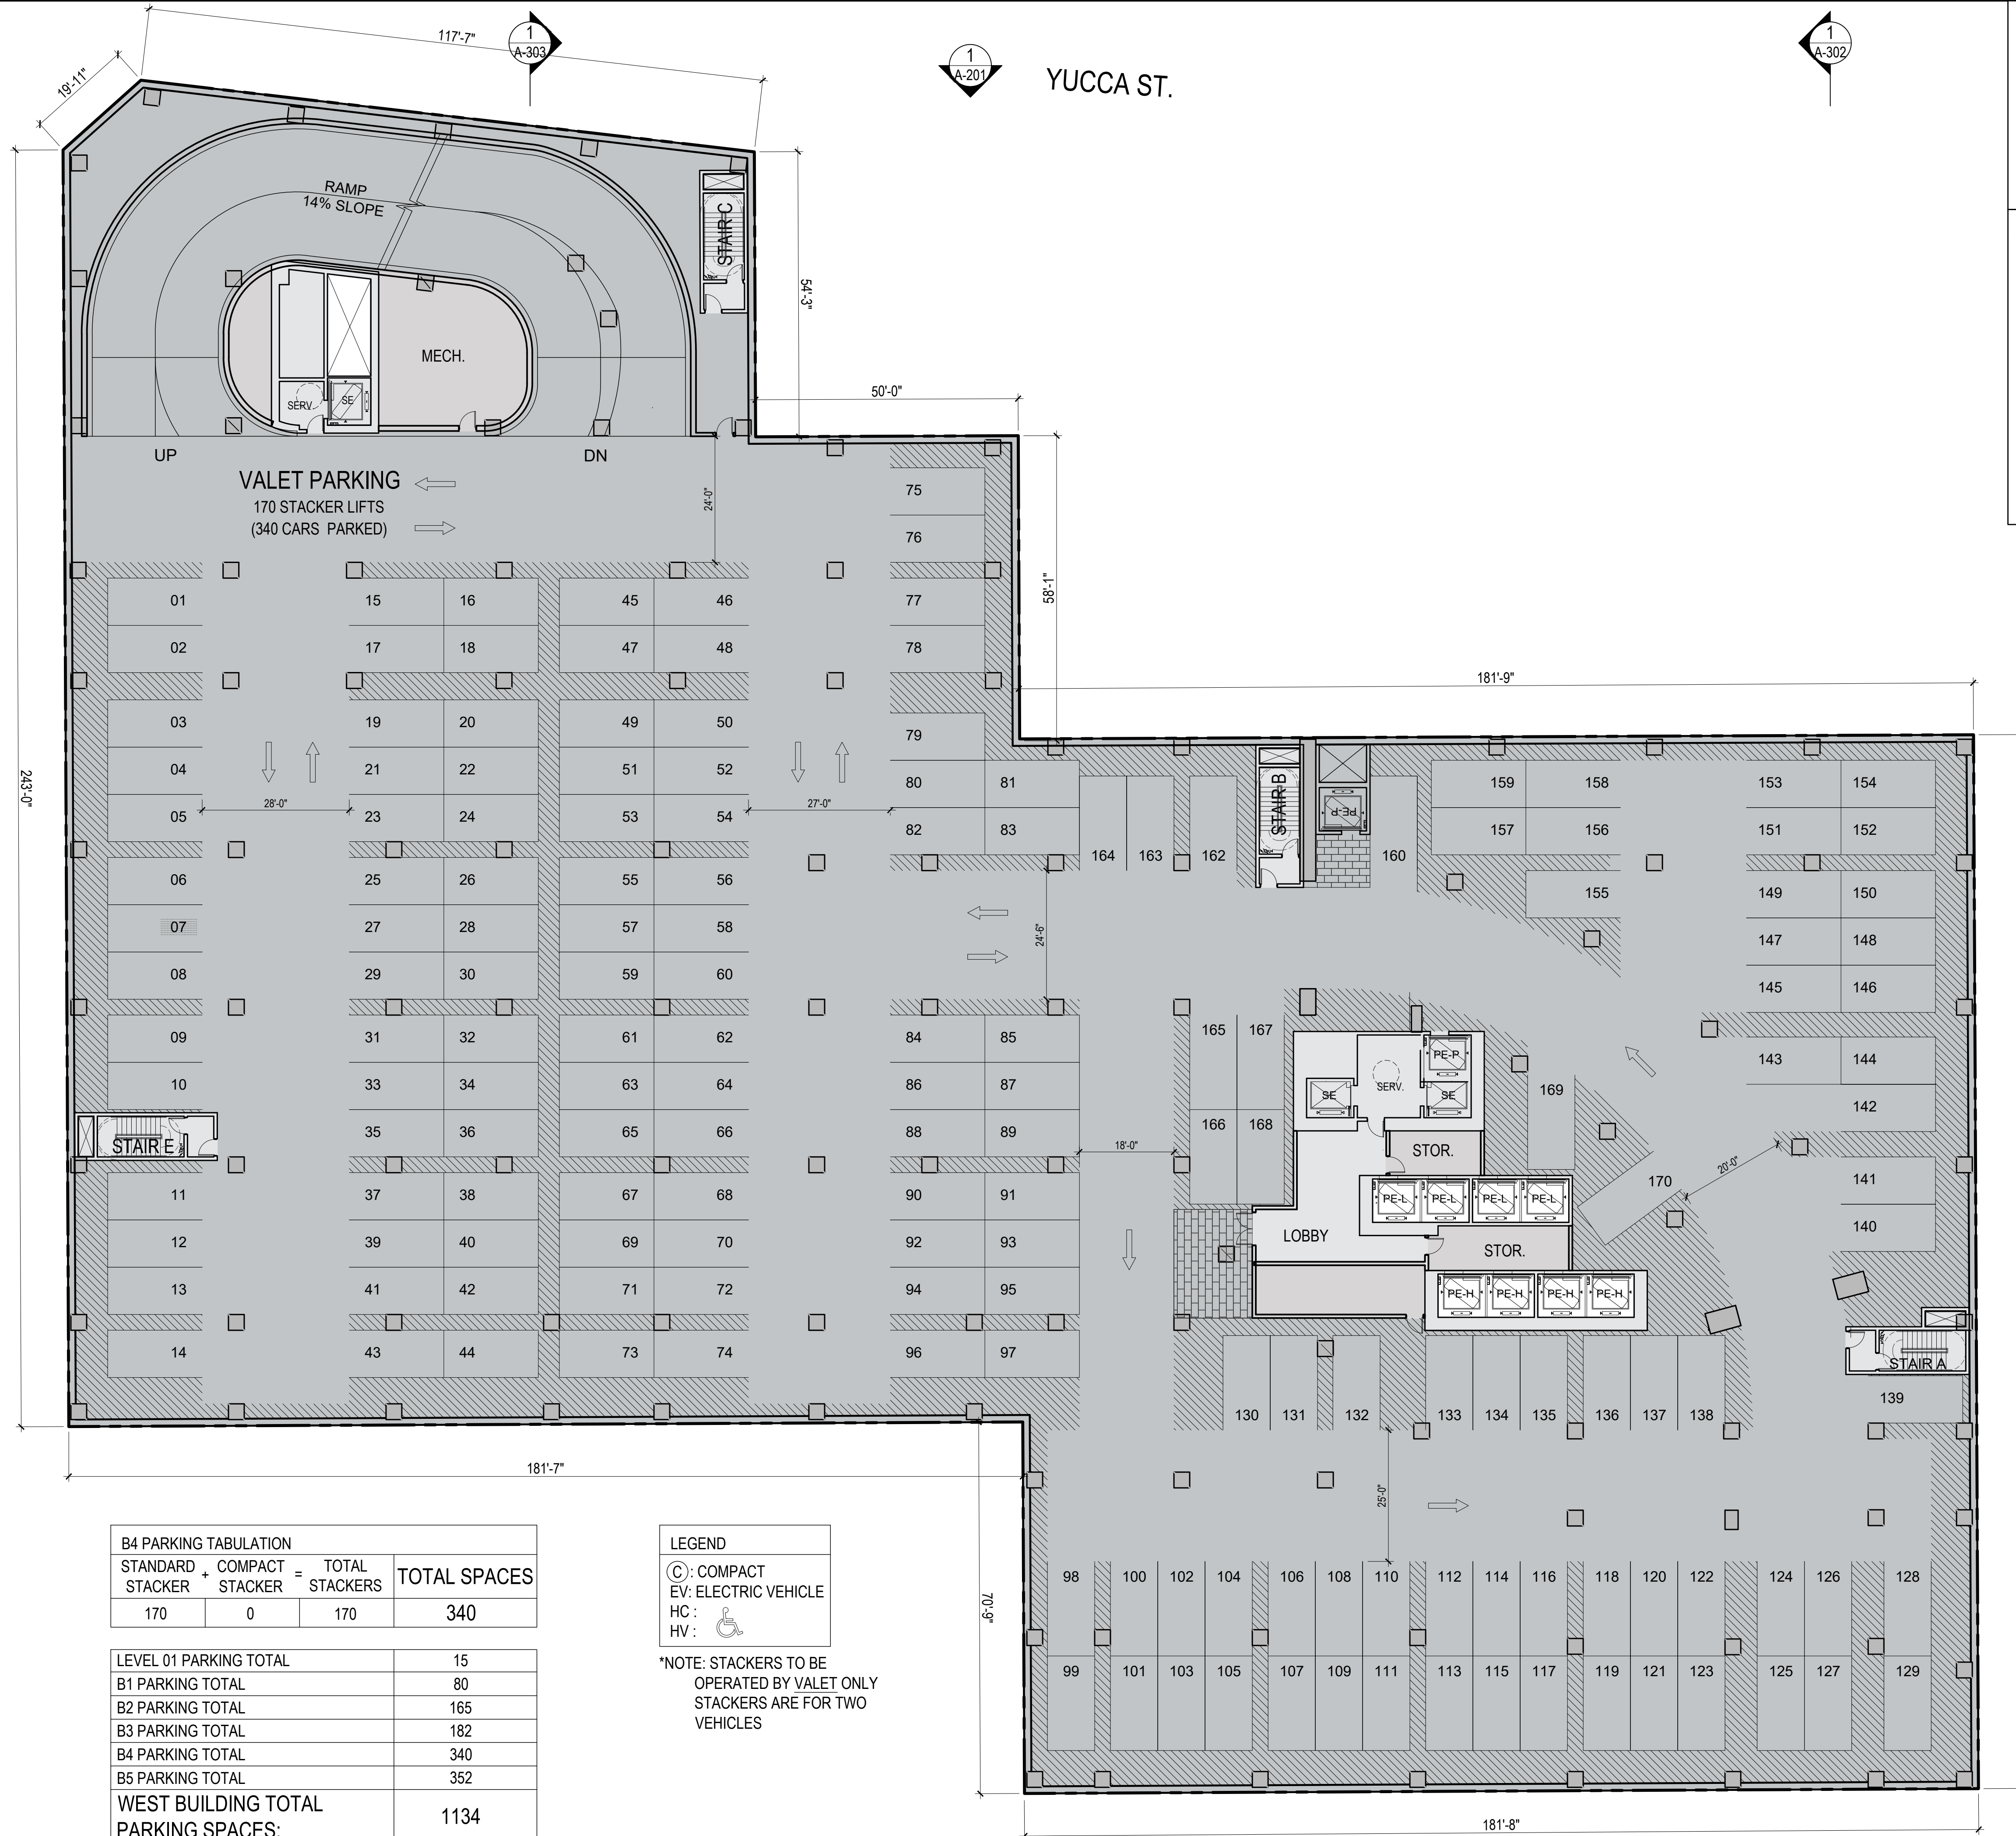 117'-7"
1
A-303
1
A-201
YUCCA ST.
1
A-302
19'-11"
RAMP
14% SLOPE
STAIR C
54'-3"
MECH.
SERV.
SE
50'-0"
UP
DN
VALET PARKING
170 STACKER LIFTS
(340 CARS PARKED)
24'-0"
75
76
58'-1"
01 15 16 45 46 77
02 17 18 47 48 78
181'-9"
03 19 20 49 50 79
04 21 22 51 52 80 81
05 23 24 53 54 82 83
243'-0"
28'-0"
27'-0"
STAIR B
PE-P
159 158 153 154
157 156 151 152
164 163 162 160
06 25 26 55 56
155 149 150
07 27 28 57 58
147 148
08 29 30 59 60
145 146
24'-6"
09 31 32 61 62 84 85
165 167
PE-P
SERV.
SE
SE
143 144
10 33 34 63 64 86 87
169
142
35 36 65 66 88 89
166 168
STAIR E
18'-0"
STOR.
20'-0"
11 37 38 67 68 90 91
PE-L PE-L PE-L PE-L
170
141
12 39 40 69 70 92 93
LOBBY
STOR.
140
13 41 42 71 72 94 95
PE-H PE-H PE-H PE-H
14 43 44 73 74 96 97
STAIR A
139
130 131 132 133 134 135 136 137 138
181'-7"
25'-0"
70'-9"
98 100 102 104 106 108 110 112 114 116 118 120 122 124 126 128
99 101 103 105 107 109 111 113 115 117 119 121 123 125 127 129
181'-8"
B4 PARKING TABULATION
STANDARD STACKER + COMPACT STACKER = TOTAL STACKERS TOTAL SPACES
170 0 170 340
LEVEL 01 PARKING TOTAL 15
B1 PARKING TOTAL 80
B2 PARKING TOTAL 165
B3 PARKING TOTAL 182
B4 PARKING TOTAL 340
B5 PARKING TOTAL 352
WEST BUILDING TOTAL
PARKING SPACES: 1134
LEGEND
C : COMPACT
EV: ELECTRIC VEHICLE
HC :
HV :
*NOTE: STACKERS TO BE
OPERATED BY VALET ONLY
STACKERS ARE FOR TWO
VEHICLES